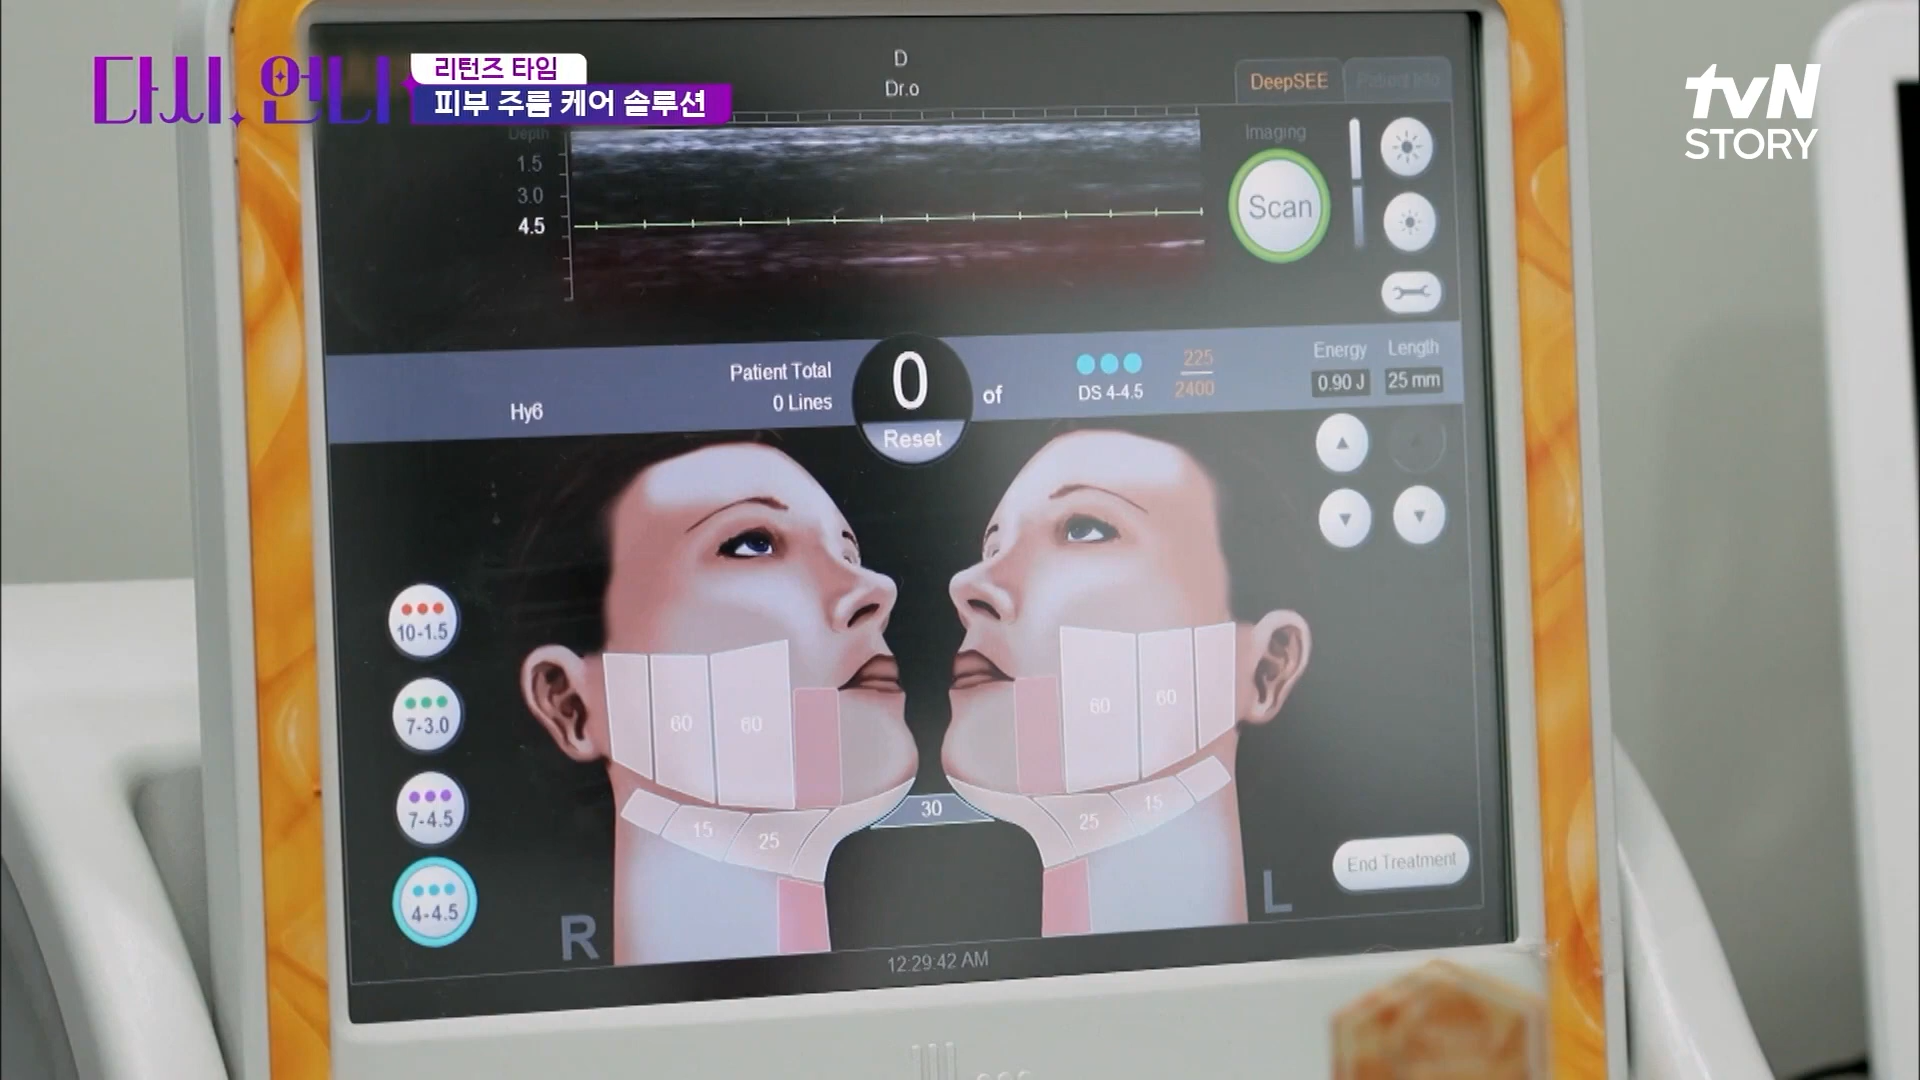 다시, 언니
리턴즈 타임
피부 주름 케어 솔루션
tvN
STORY
D
Dr.o
DeepSEE
Patient Info
Depth
1.5
3.0
4.5
Imaging
Scan
Patient Total
0 Lines
Hy6
0
Reset
of
DS 4-4.5
225
2400
Energy
0.90 J
Length
25 mm
10-1.5
7-3.0
7-4.5
4-4.5
60
60
60
60
15
25
30
25
15
R
L
End Treatment
12:29:42 AM